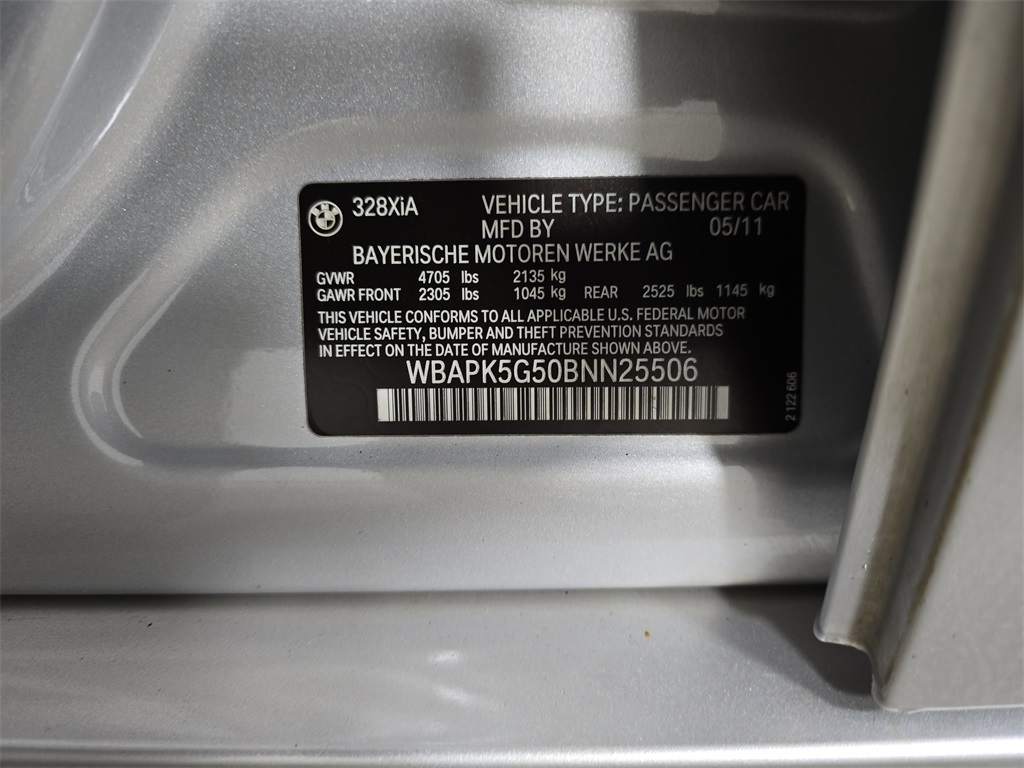 328XiA VEHICLE TYPE: PASSENGER CAR
MFD BY 05/11
BAYERISCHE MOTOREN WERKE AG
GVWR 4705 lbs 2135 kg
GAWR FRONT 2305 lbs 1045 kg REAR 2525 lbs 1145 kg
THIS VEHICLE CONFORMS TO ALL APPLICABLE U.S. FEDERAL MOTOR
VEHICLE SAFETY, BUMPER AND THEFT PREVENTION STANDARDS
IN EFFECT ON THE DATE OF MANUFACTURE SHOWN ABOVE.
WBAPK5G50BNN25506
2 122 606